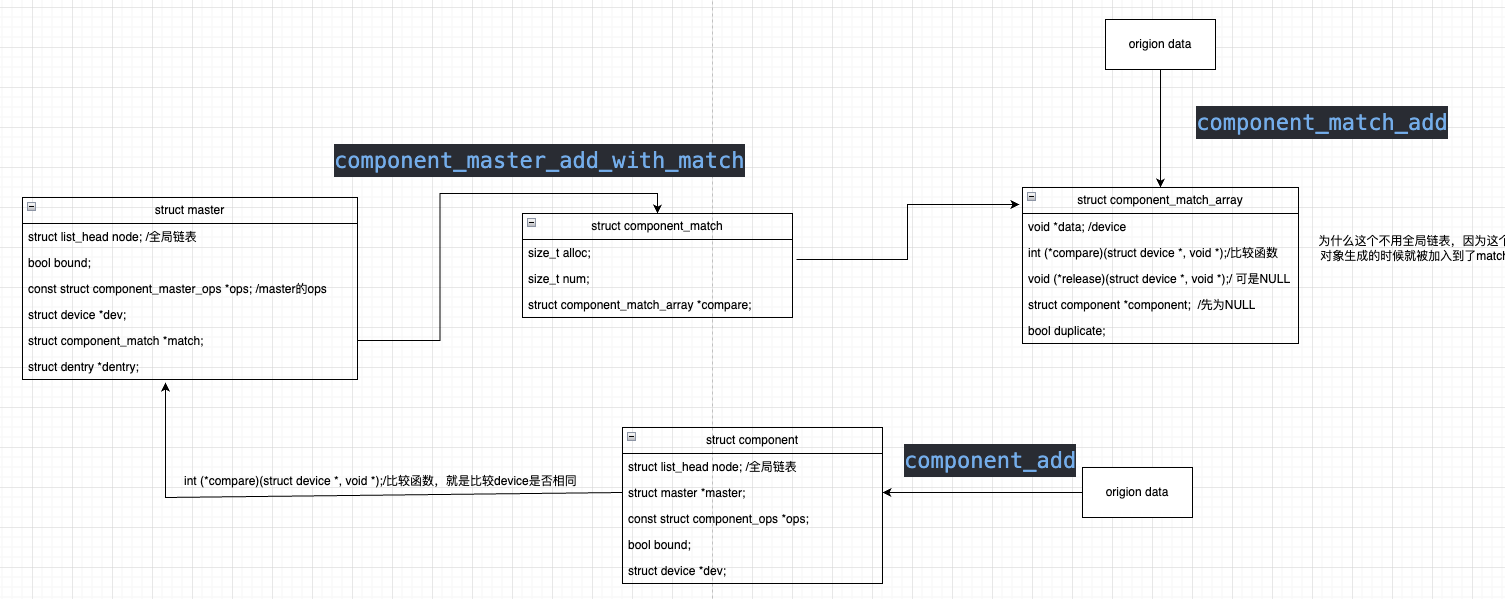 origion data
component_match_add
component_master_add_with_match
struct master
struct list_head node; /全局链表
bool bound;
const struct component_master_ops *ops; /master的ops
struct device *dev;
struct component_match *match;
struct dentry *dentry;
struct component_match
size_t alloc;
size_t num;
struct component_match_array *compare;
struct component_match_array
void *data; /device
int (*compare)(struct device *, void *);/比较函数
void (*release)(struct device *, void *);/ 可是NULL
struct component *component;  /先为NULL
bool duplicate;
为什么这个不用全局链表，因为这个
对象生成的时候就被加入到了match
int (*compare)(struct device *, void *);/比较函数，就是比较device是否相同
struct component
struct list_head node; /全局链表
struct master *master;
const struct component_ops *ops;
bool bound;
struct device *dev;
component_add
origion data